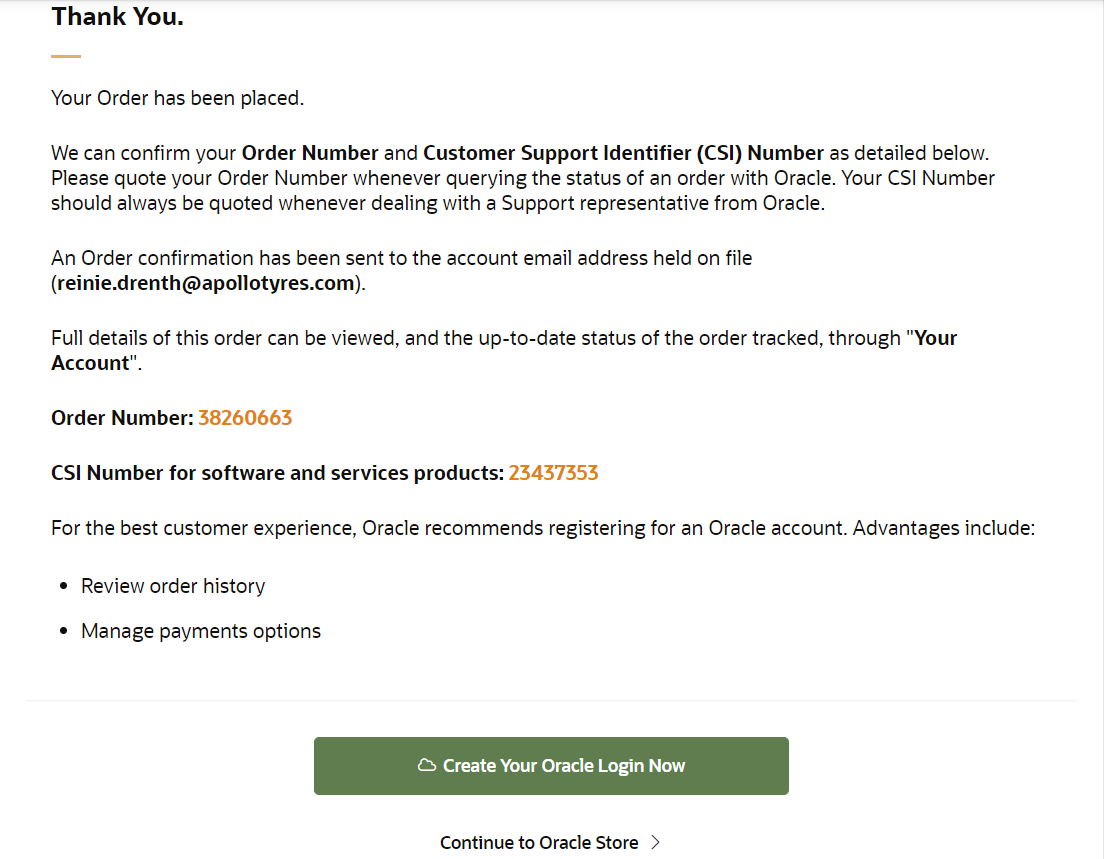 Thank You.
Your Order has been placed.
We can confirm your Order Number and Customer Support Identifier (CSI) Number as detailed below.
Please quote your Order Number whenever querying the status of an order with Oracle. Your CSI Number
should always be quoted whenever dealing with a Support representative from Oracle.
An Order confirmation has been sent to the account email address held on file
(reinie.drenth@apollotyres.com).
Full details of this order can be viewed, and the up-to-date status of the order tracked, through "Your
Account".
Order Number: 38260663
CSI Number for software and services products: 23437353
For the best customer experience, Oracle recommends registering for an Oracle account. Advantages include:
• Review order history
• Manage payments options
Create Your Oracle Login Now
Continue to Oracle Store